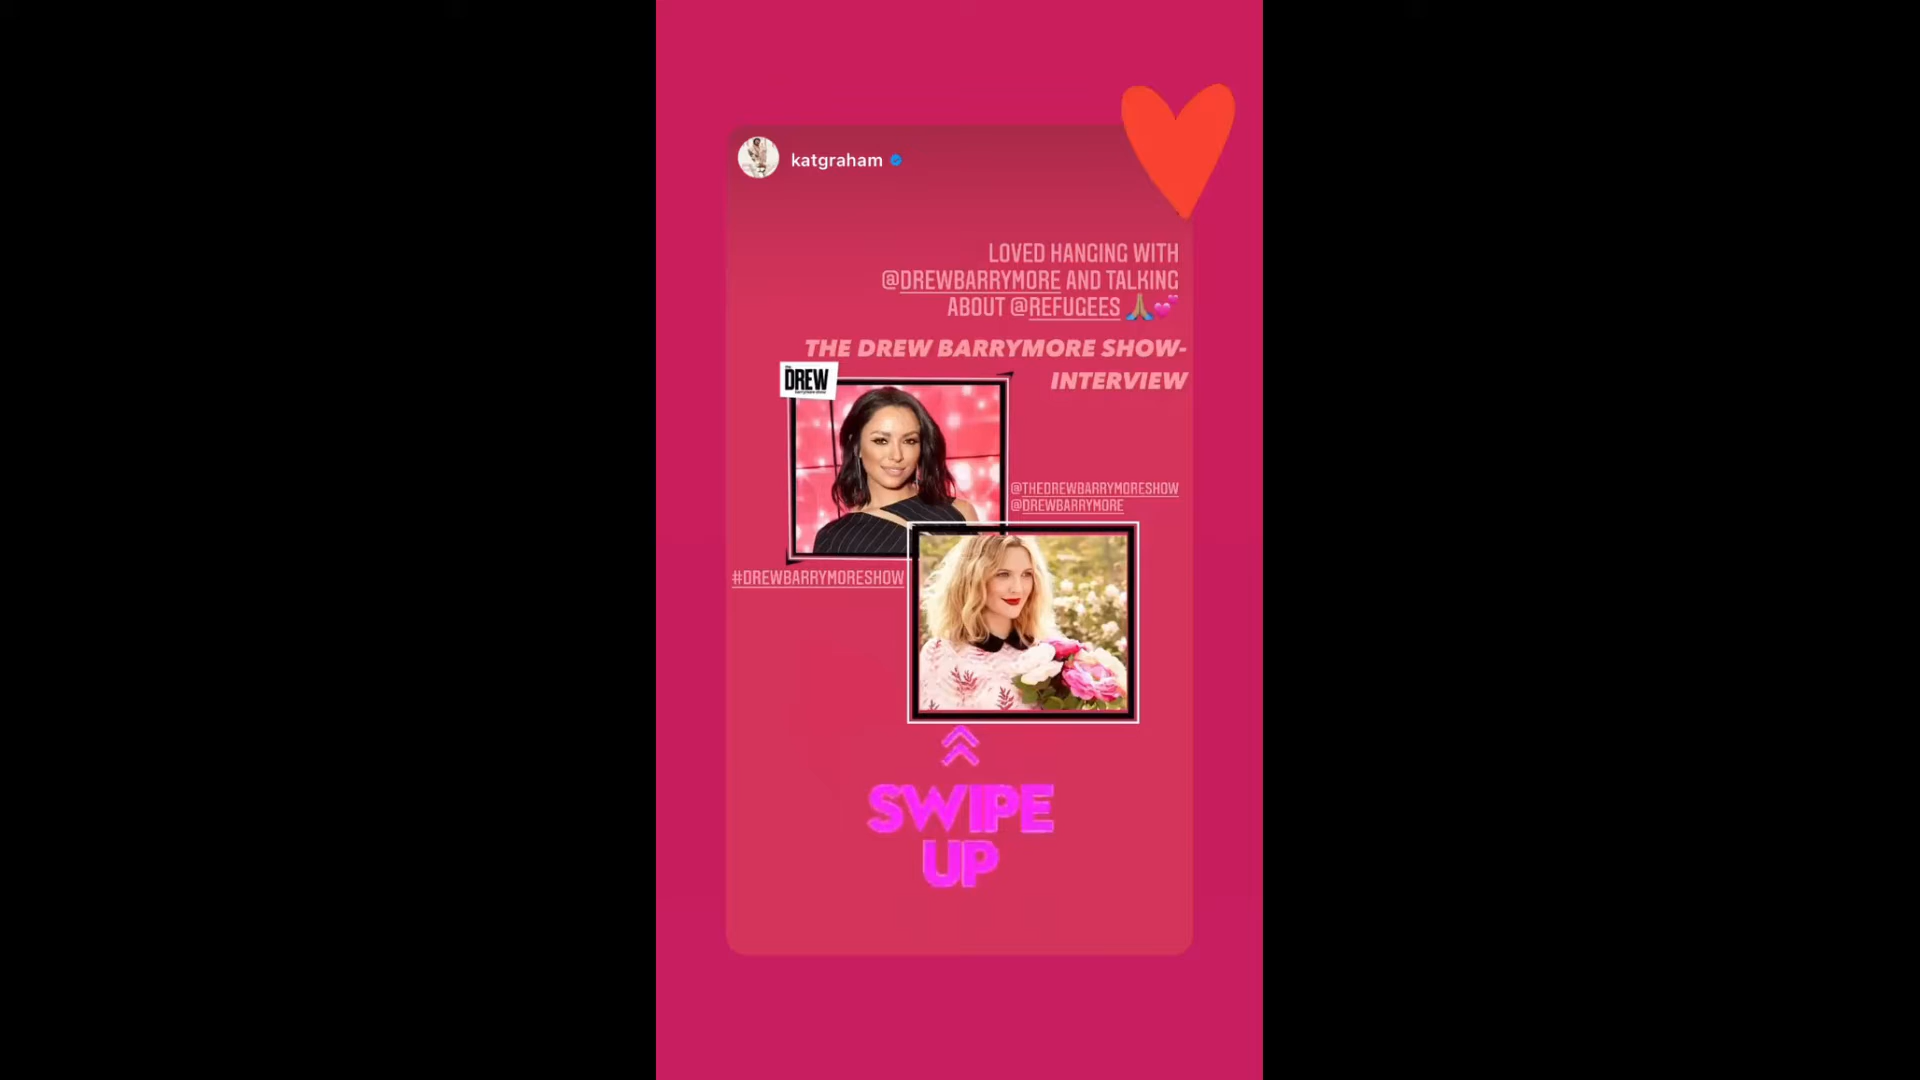 katgraham
LOVED HANGING WITH
@DREWBARRYMORE AND TALKING
ABOUT @REFUGEES 🙏🏽💕
THE DREW BARRYMORE SHOW-
INTERVIEW
DREW
@THEDREWBARRYMORESHOW
@DREWBARRYMORE
#DREWBARRYMORESHOW
SWIPE
UP